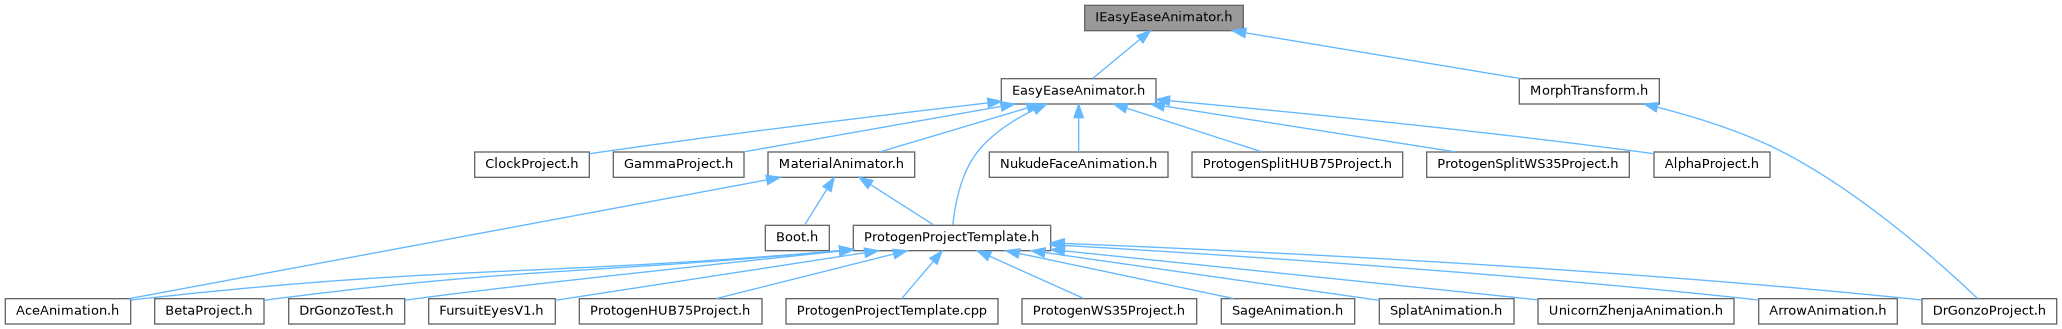 IEasyEaseAnimator.h
EasyEaseAnimator.h
MorphTransform.h
ClockProject.h
GammaProject.h
MaterialAnimator.h
NukudeFaceAnimation.h
ProtogenSplitHUB75Project.h
ProtogenSplitWS35Project.h
AlphaProject.h
Boot.h
ProtogenProjectTemplate.h
AceAnimation.h
BetaProject.h
DrGonzoTest.h
FursuitEyesV1.h
ProtogenHUB75Project.h
ProtogenProjectTemplate.cpp
ProtogenWS35Project.h
SageAnimation.h
SplatAnimation.h
UnicornZhenjaAnimation.h
ArrowAnimation.h
DrGonzoProject.h